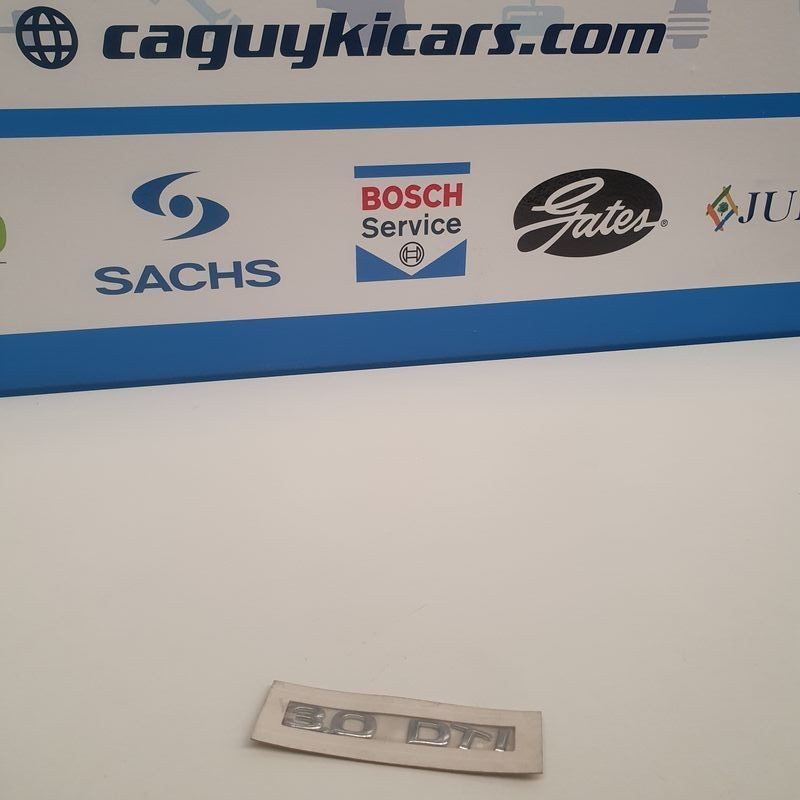 caguykicars.com
SACHS
BOSCH
Service
Gates®
3.0 DTI